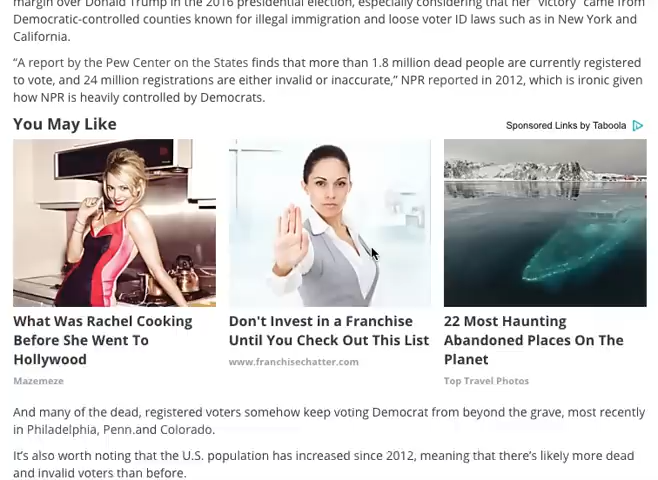 margin over Donald Trump in the 2016 presidential election, especially considering that her "victory" came from
Democratic-controlled counties known for illegal immigration and loose voter ID laws such as in New York and
California.
"A report by the Pew Center on the States finds that more than 1.8 million dead people are currently registered
to vote, and 24 million registrations are either invalid or inaccurate," NPR reported in 2012, which is ironic given
how NPR is heavily controlled by Democrats.
You May Like
Sponsored Links by Taboola
What Was Rachel Cooking
Before She Went To
Hollywood
Mazemeze
Don't Invest in a Franchise
Until You Check Out This List
www.franchisechatter.com
22 Most Haunting
Abandoned Places On The
Planet
Top Travel Photos
And many of the dead, registered voters somehow keep voting Democrat from beyond the grave, most recently
in Philadelphia, Penn.and Colorado.
It's also worth noting that the U.S. population has increased since 2012, meaning that there's likely more dead
and invalid voters than before.